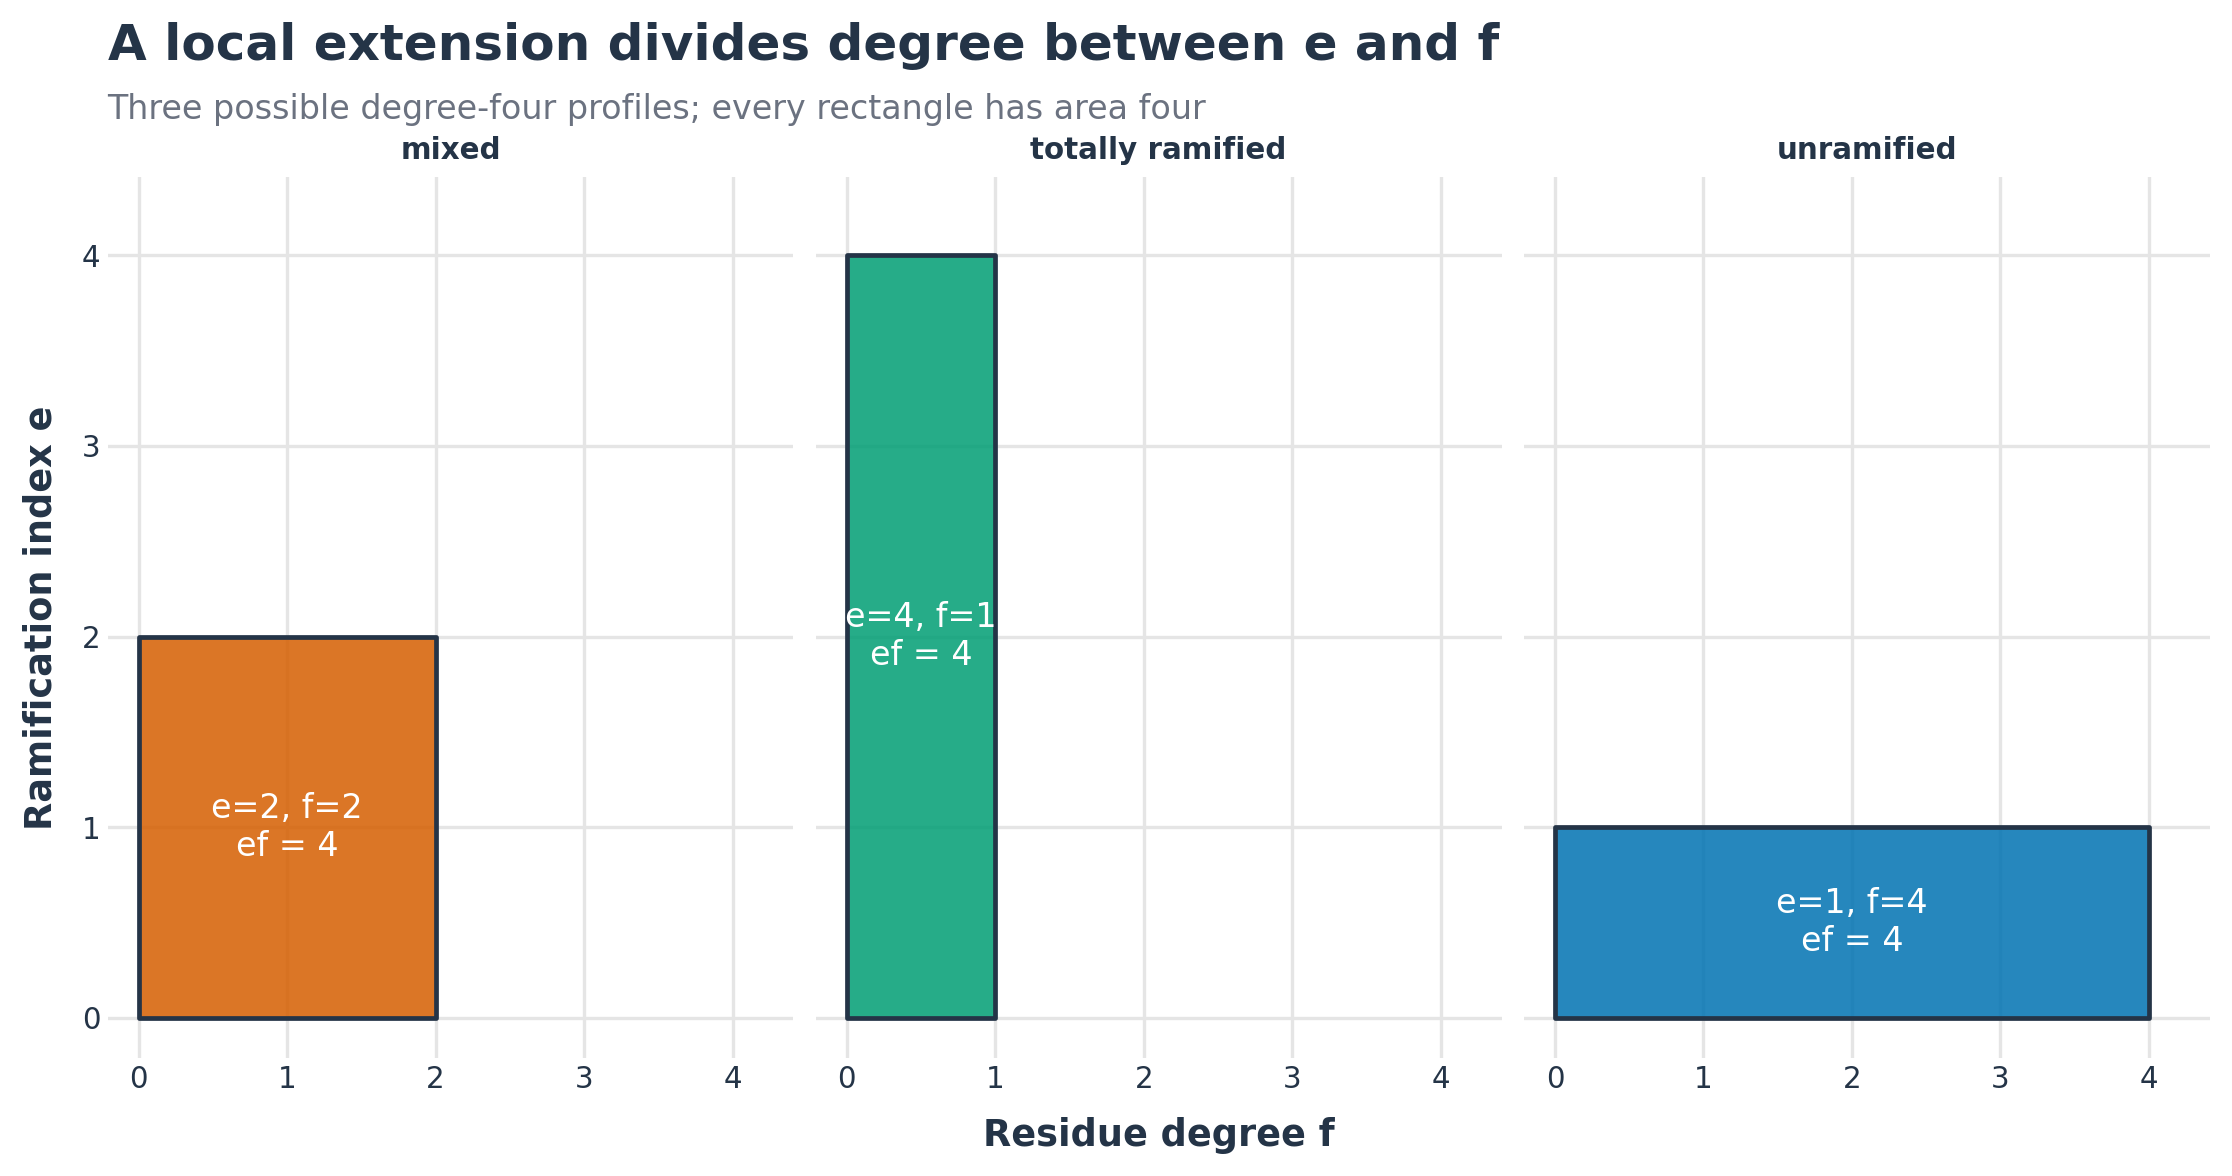 A local extension divides degree between e and f
Three possible degree-four profiles; every rectangle has area four
mixed
totally ramified
unramified
Ramification index e
4
3
2
1
0
e=2, f=2
ef = 4
e=4, f=1
ef = 4
e=1, f=4
ef = 4
0 1 2 3 4
0 1 2 3 4
0 1 2 3 4
Residue degree f